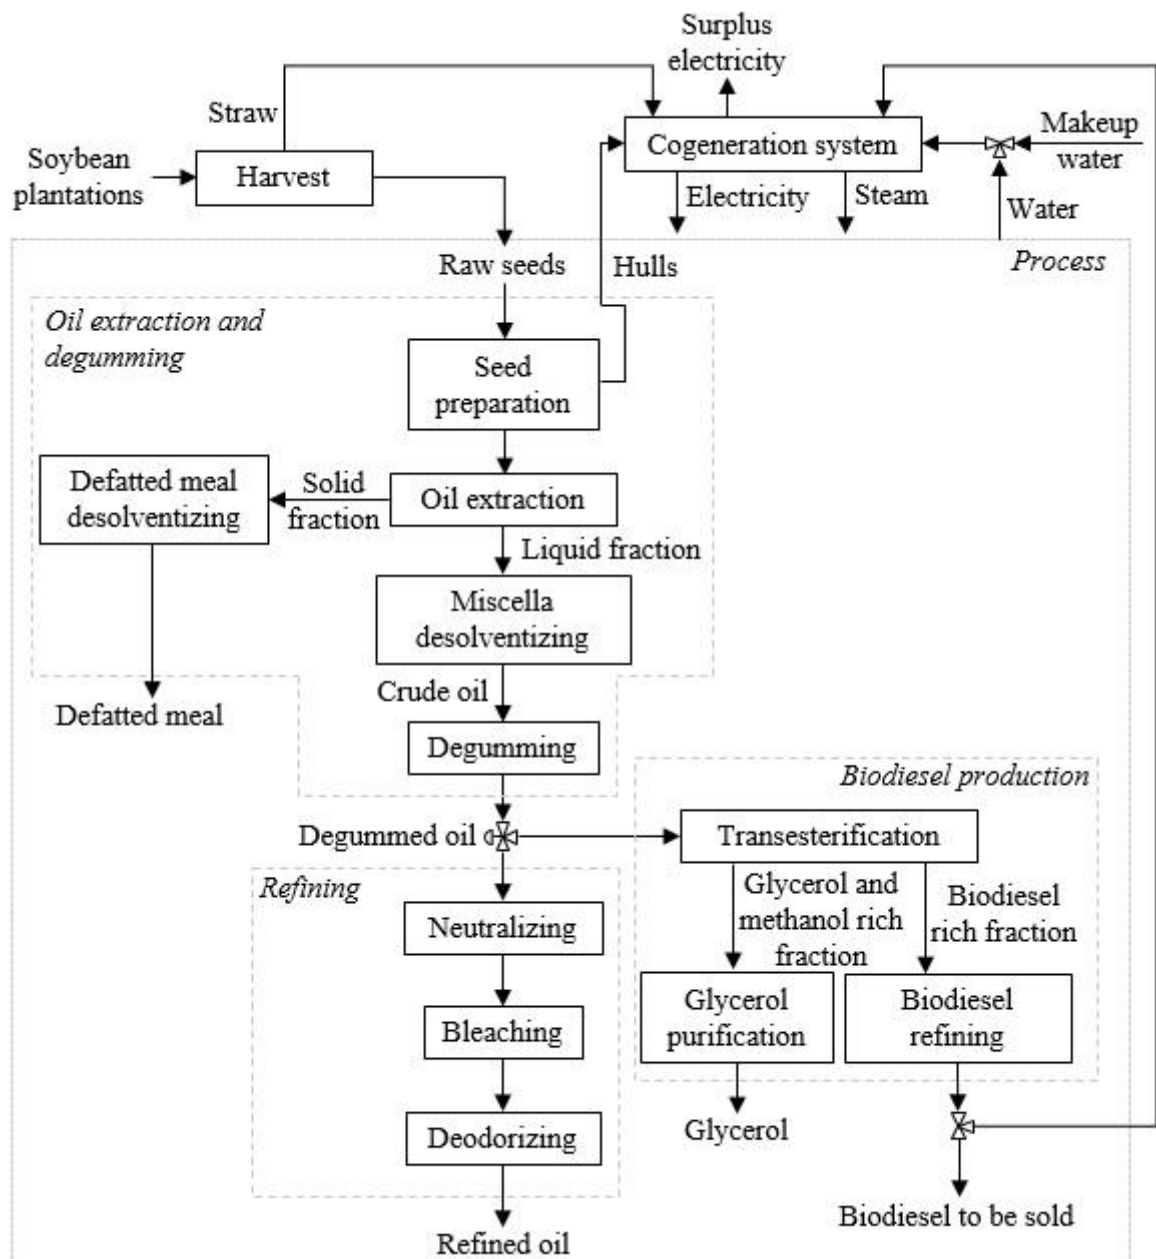 Surplus
electricity
Straw
Cogeneration system
Makeup
water
Soybean
plantations
Harvest
Electricity
Steam
Water
Raw seeds
Hulls
Process
Oil extraction and
degumming
Seed
preparation
Defatted meal
desolventizing
Solid
fraction
Oil extraction
Liquid fraction
Miscella
desolventizing
Crude oil
Defatted meal
Degumming
Biodiesel production
Degummed oil
Transesterification
Refining
Glycerol and
methanol rich
fraction
Biodiesel
rich fraction
Neutralizing
Glycerol
purification
Biodiesel
refining
Bleaching
Deodorizing
Glycerol
Biodiesel to be sold
Refined oil